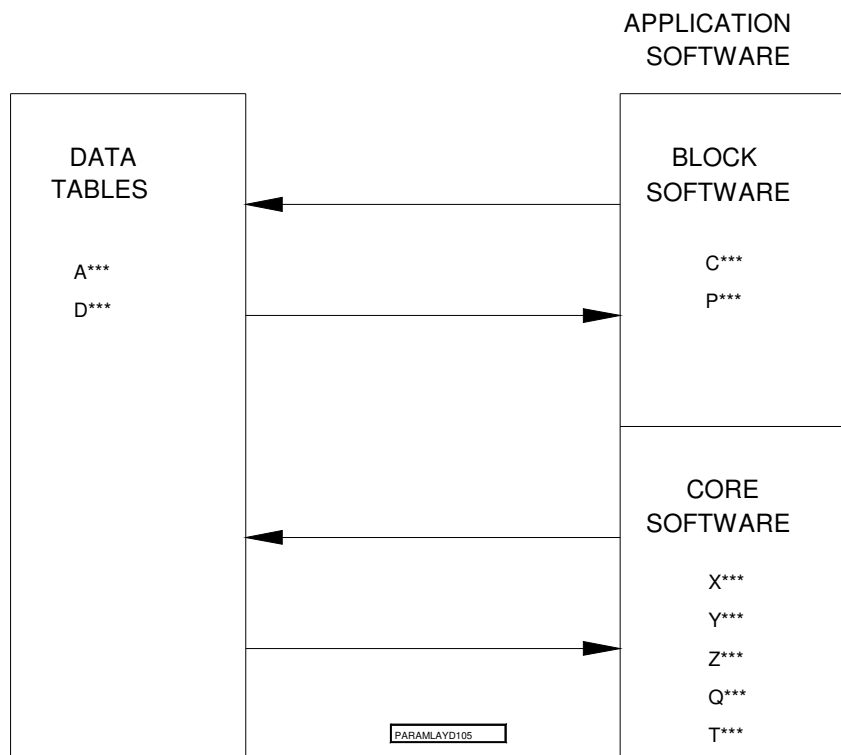 APPLICATION
SOFTWARE
DATA
TABLES
A***
D***
BLOCK
SOFTWARE
C***
P***
CORE
SOFTWARE
X***
Y***
Z***
Q***
T***
PARAMLAYD105